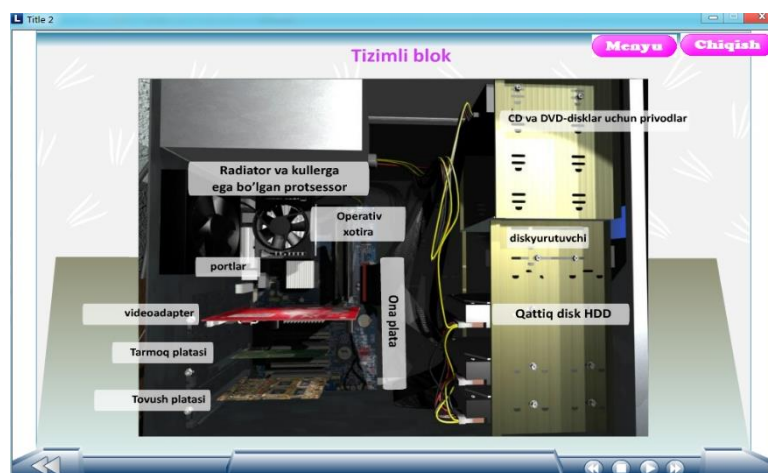 Title 2
Menyu
Chiqish
Tizimli blok
CD va DVD-disklar uchun privodlar
Radiator va kullerga
ega bo'lgan protsessor
Operativ
xotira
diskyurutuvchi
portlar
Ona plata
videoadapter
Qattiq disk HDD
Tarmoq platasi
Tovush platasi